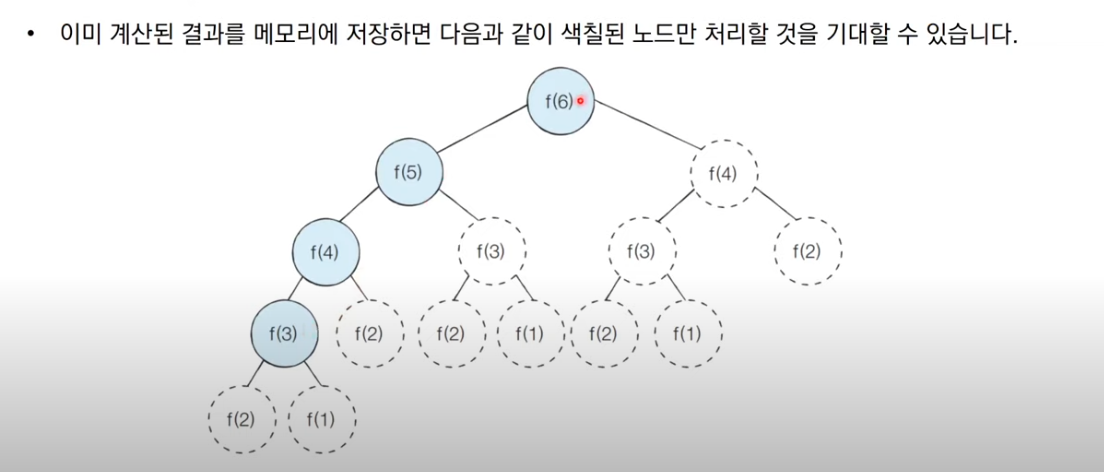 • 이미 계산된 결과를 메모리에 저장하면 다음과 같이 색칠된 노드만 처리할 것을 기대할 수 있습니다.
f(6)
f(5)
f(4)
f(4)
f(3)
f(3)
f(2)
f(3)
f(2)
f(2)
f(1)
f(2)
f(1)
f(2)
f(1)